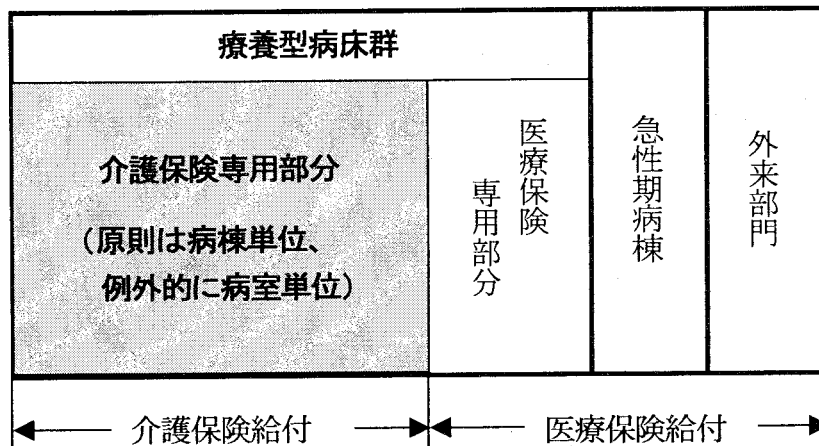 療養型病床群
介護保険専用部分
（原則は病棟単位、
例外的に病室単位）
医療保険
専用部分
急性期病棟
外来部門
介護保険給付
医療保険給付